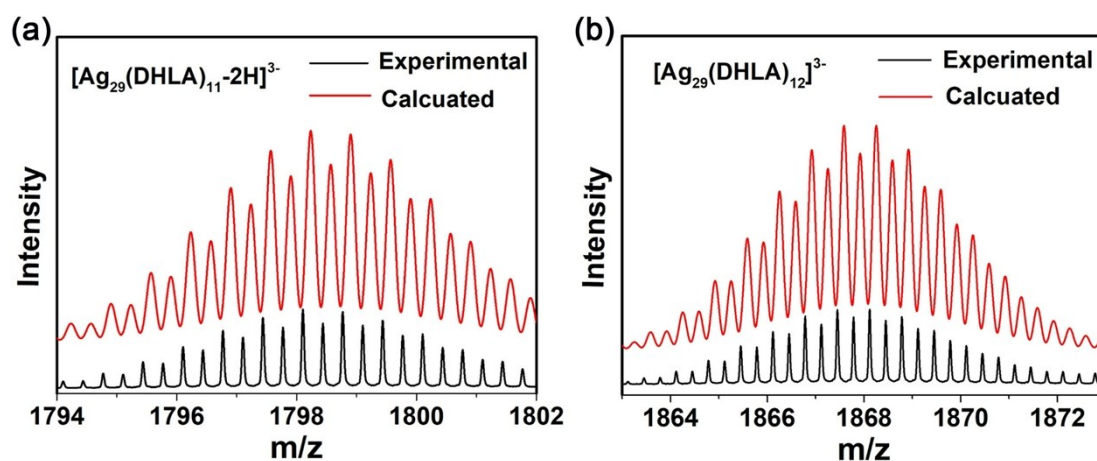 (a)
[Ag29(DHLA)11-2H]3-
Experimental
Calcuated
Intensity
1794 1796 1798 1800 1802
m/z
(b)
[Ag29(DHLA)12]3-
Experimental
Calcuated
Intensity
1864 1866 1868 1870 1872
m/z